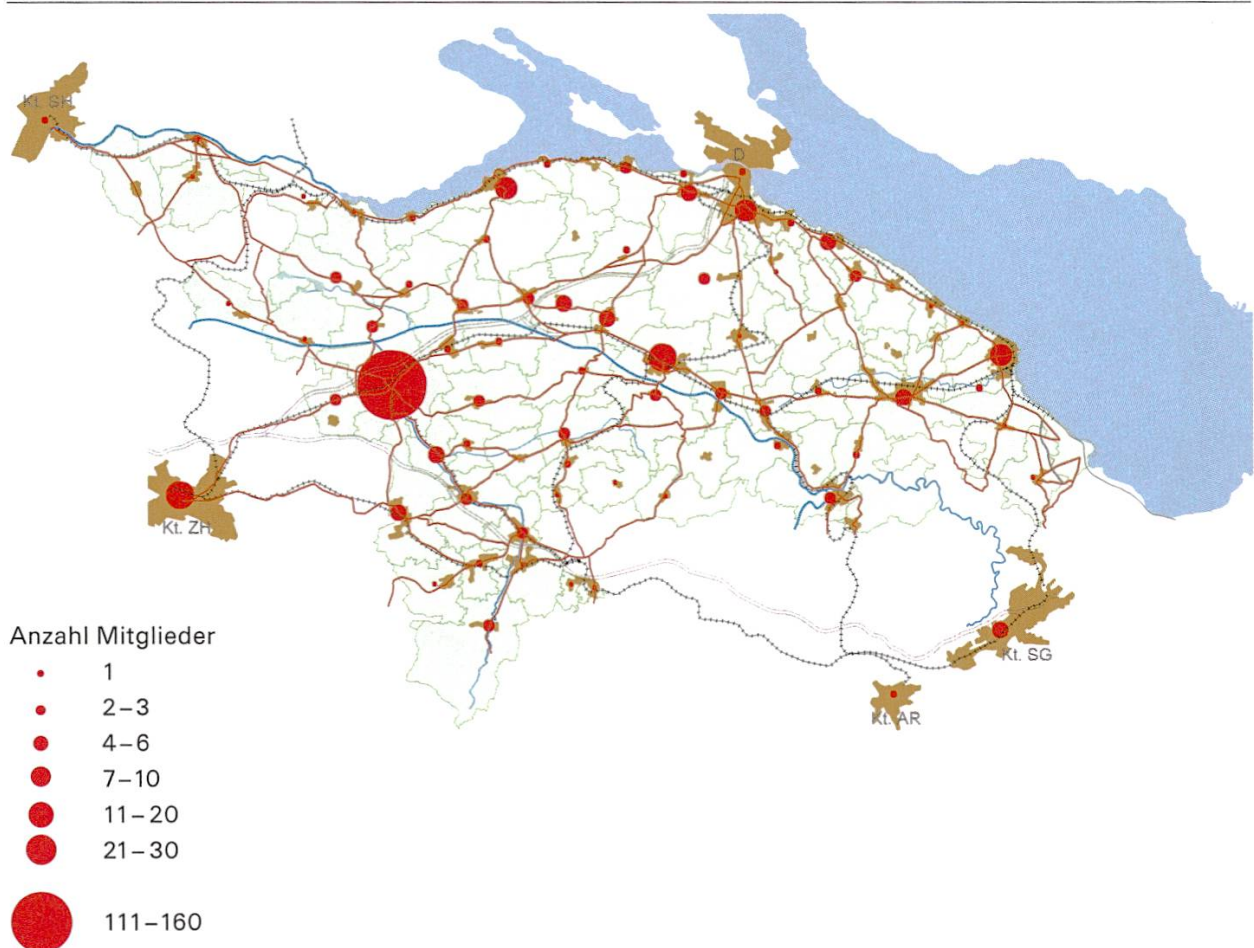 Kt. SH
D
Kt. ZH
Kt. SG
Kt. AR
Anzahl Mitglieder
1
2–3
4–6
7–10
11–20
21–30
111–160